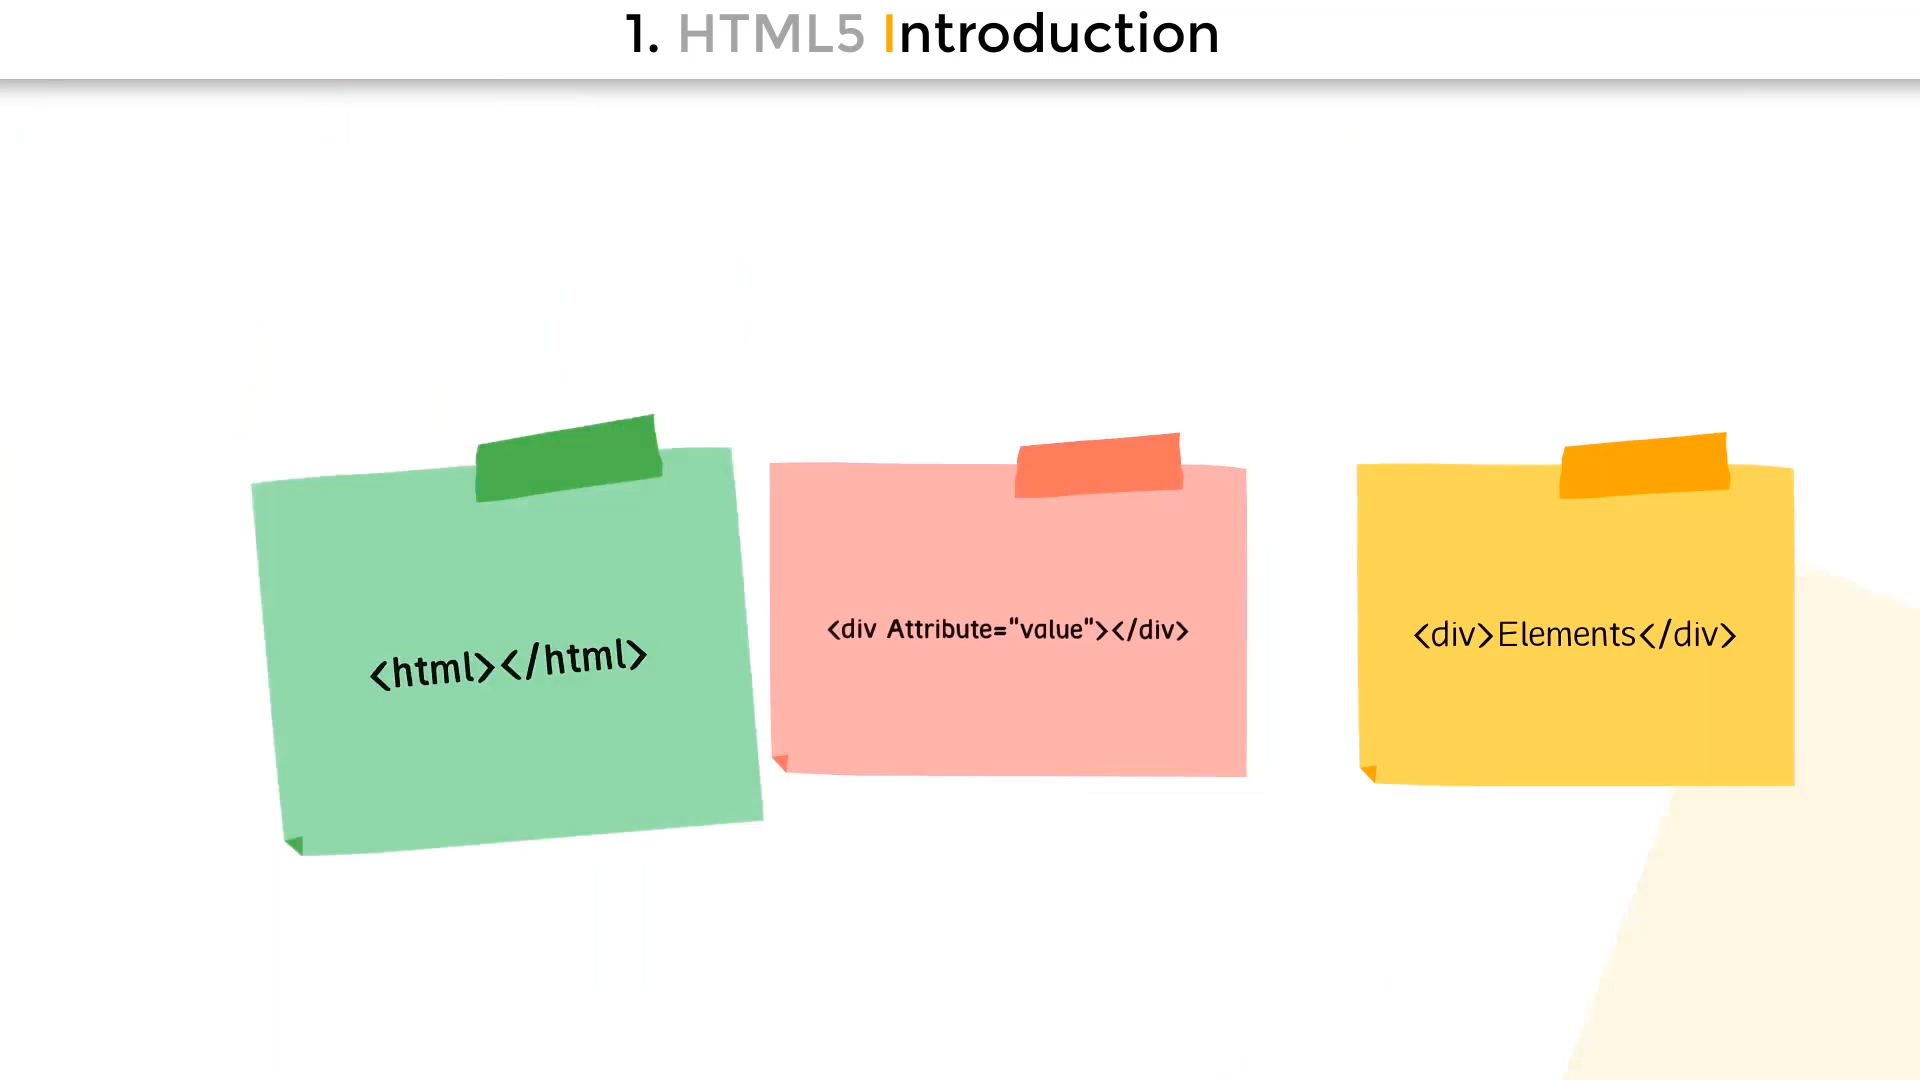 1. HTML5 Introduction
<html></html>
<div Attribute="value"></div>
<div>Elements</div>